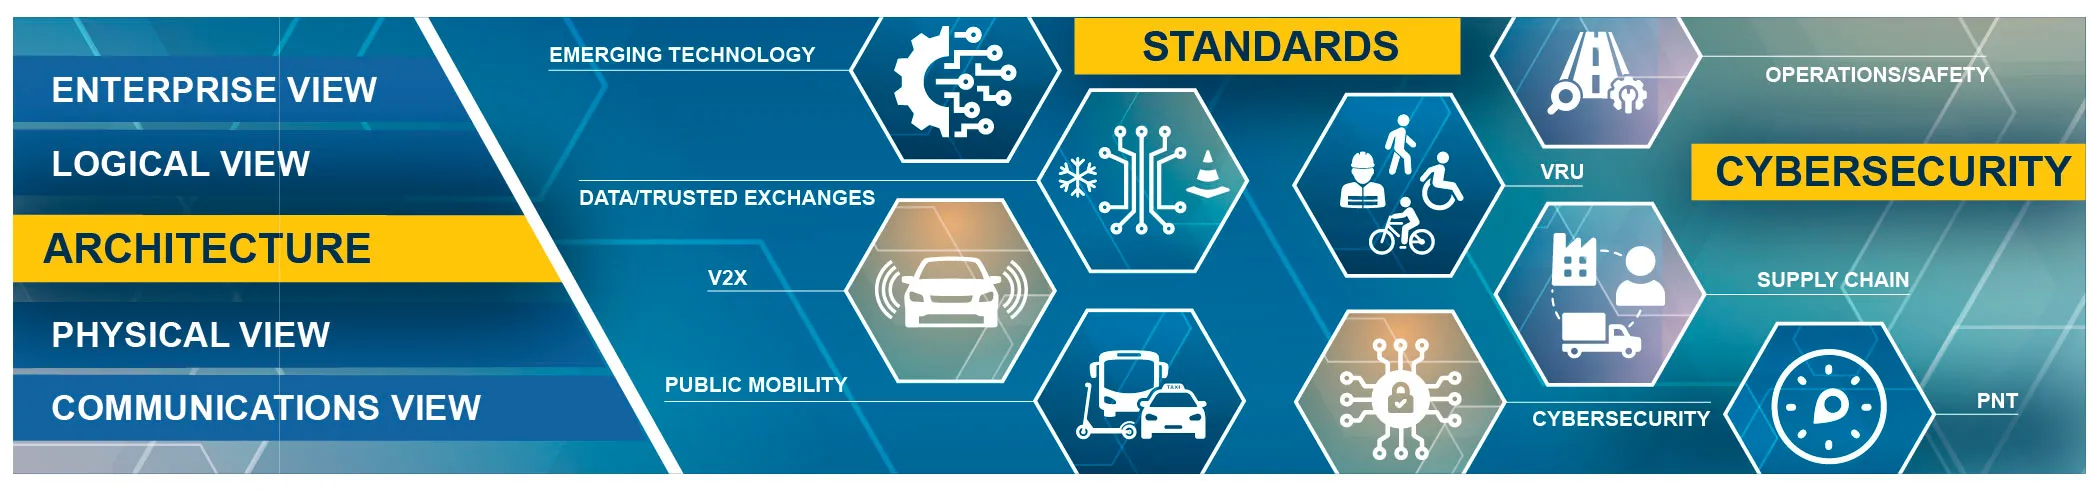 ENTERPRISE VIEW
LOGICAL VIEW
ARCHITECTURE
PHYSICAL VIEW
COMMUNICATIONS VIEW
STANDARDS
EMERGING TECHNOLOGY
DATA/TRUSTED EXCHANGES
V2X
PUBLIC MOBILITY
TAXI
OPERATIONS/SAFETY
CYBERSECURITY
VRU
SUPPLY CHAIN
CYBERSECURITY
PNT